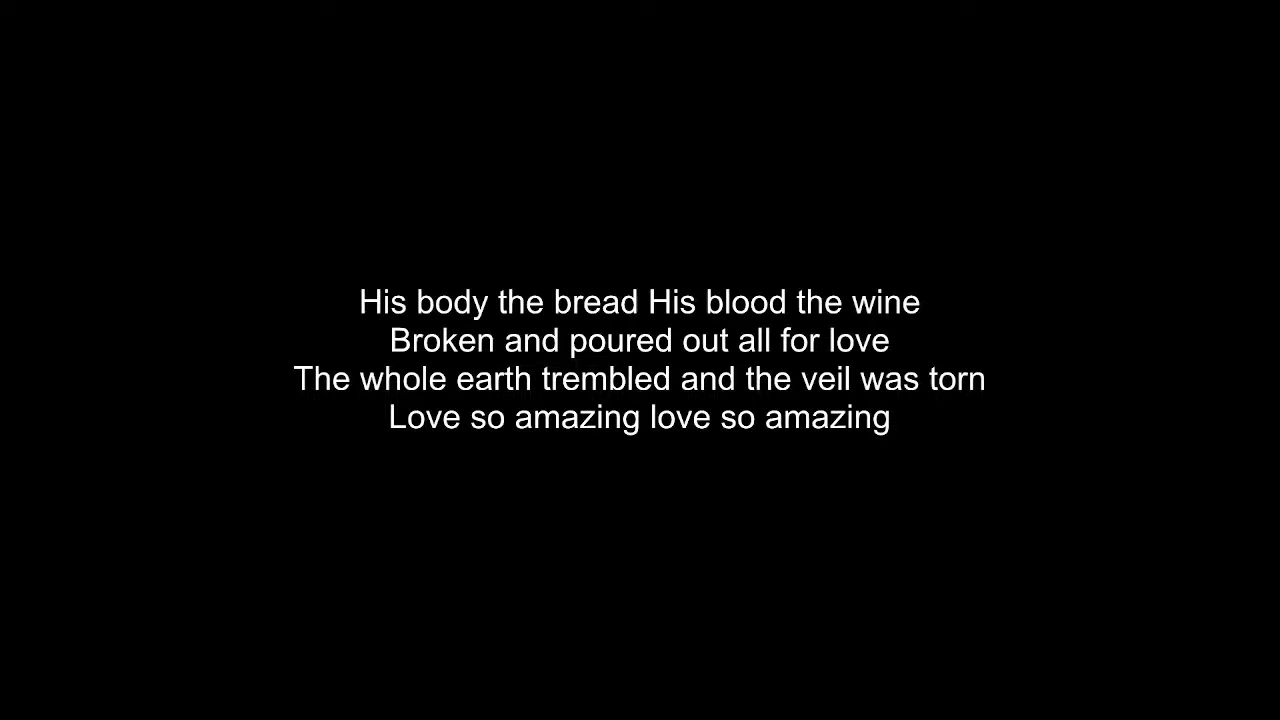 His body the bread His blood the wine
Broken and poured out all for love
The whole earth trembled and the veil was torn
Love so amazing love so amazing